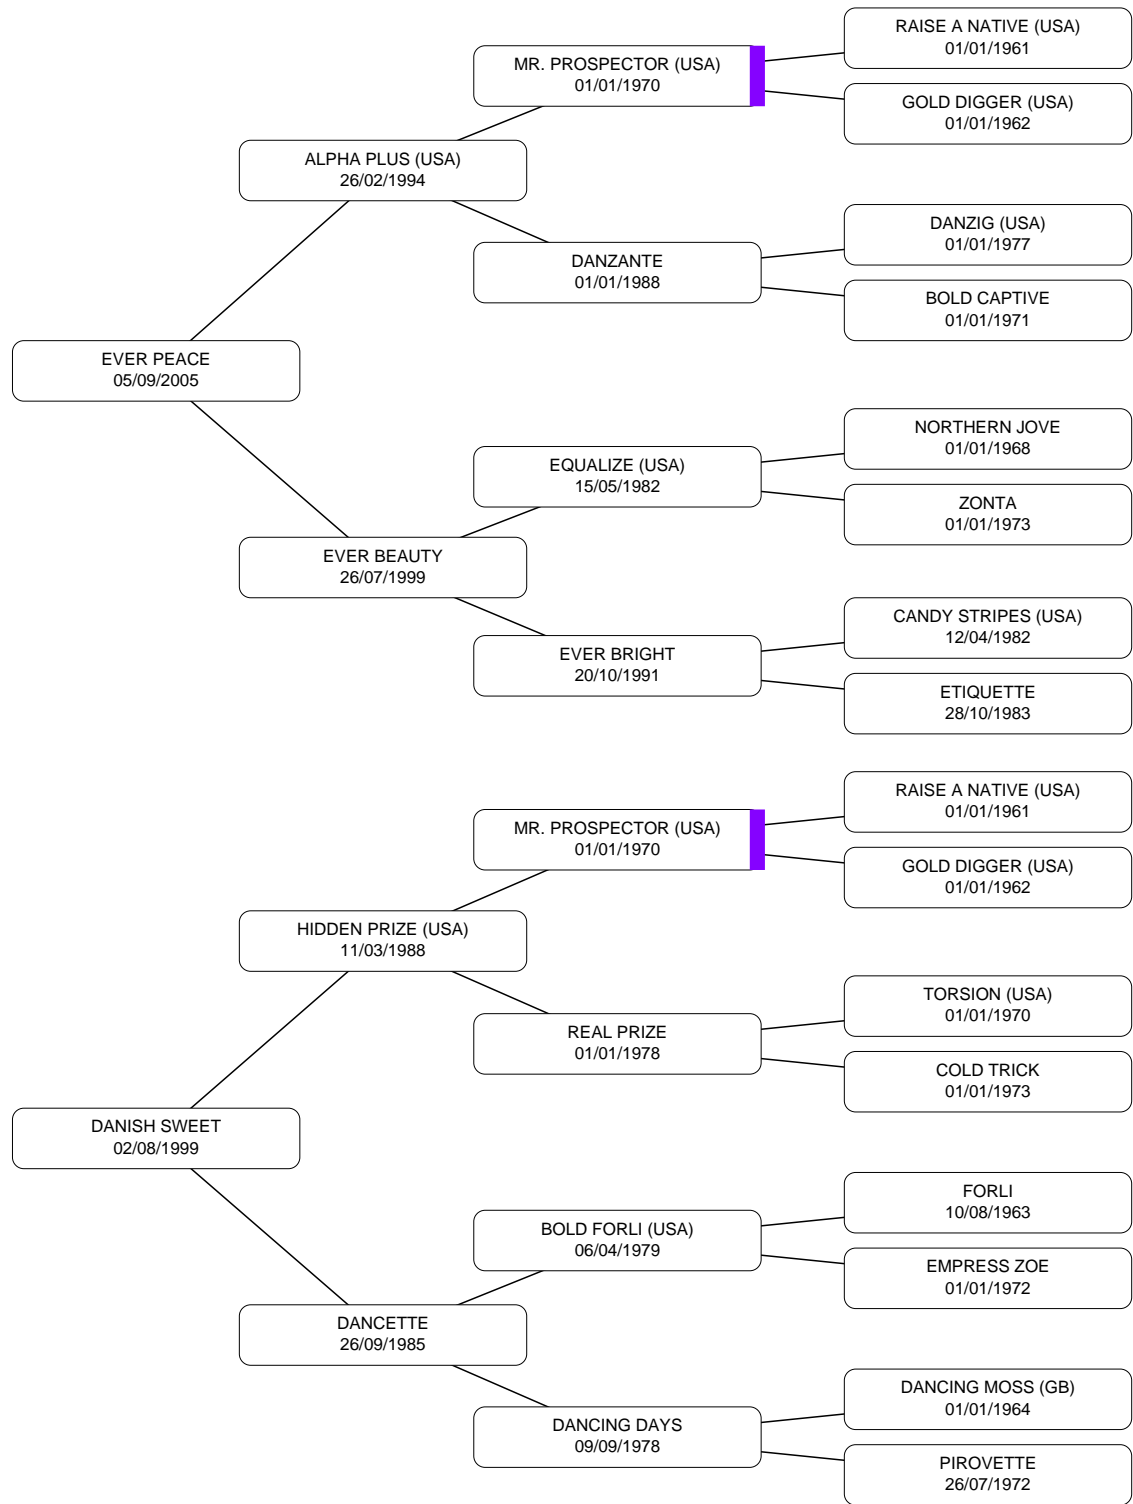 RAISE A NATIVE (USA)
01/01/1961
MR. PROSPECTOR (USA)
01/01/1970
GOLD DIGGER (USA)
01/01/1962
ALPHA PLUS (USA)
26/02/1994
DANZIG (USA)
01/01/1977
DANZANTE
01/01/1988
BOLD CAPTIVE
01/01/1971
EVER PEACE
05/09/2005
NORTHERN JOVE
01/01/1968
EQUALIZE (USA)
15/05/1982
ZONTA
01/01/1973
EVER BEAUTY
26/07/1999
CANDY STRIPES (USA)
12/04/1982
EVER BRIGHT
20/10/1991
ETIQUETTE
28/10/1983
RAISE A NATIVE (USA)
01/01/1961
MR. PROSPECTOR (USA)
01/01/1970
GOLD DIGGER (USA)
01/01/1962
HIDDEN PRIZE (USA)
11/03/1988
TORSION (USA)
01/01/1970
REAL PRIZE
01/01/1978
COLD TRICK
01/01/1973
DANISH SWEET
02/08/1999
FORLI
10/08/1963
BOLD FORLI (USA)
06/04/1979
EMPRESS ZOE
01/01/1972
DANCETTE
26/09/1985
DANCING MOSS (GB)
01/01/1964
DANCING DAYS
09/09/1978
PIROVETTE
26/07/1972